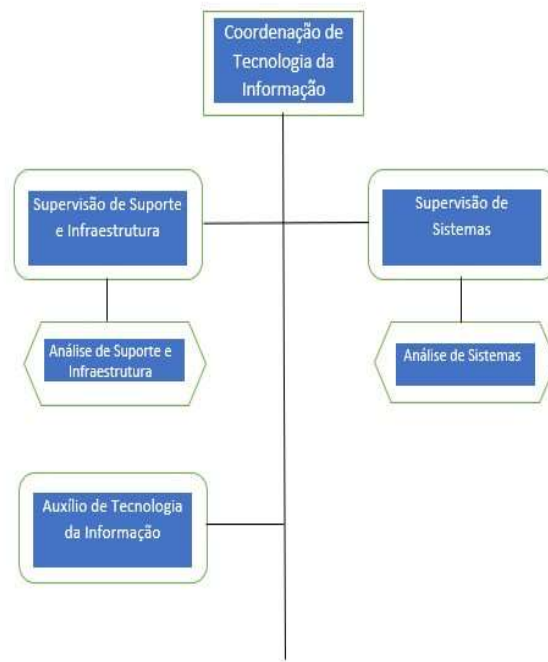 Coordenação de
Tecnologia da
Informação
Supervisão de Suporte
e Infraestrutura
Supervisão de
Sistemas
Análise de Suporte e
Infraestrutura
Análise de Sistemas
Auxílio de Tecnologia
da Informação